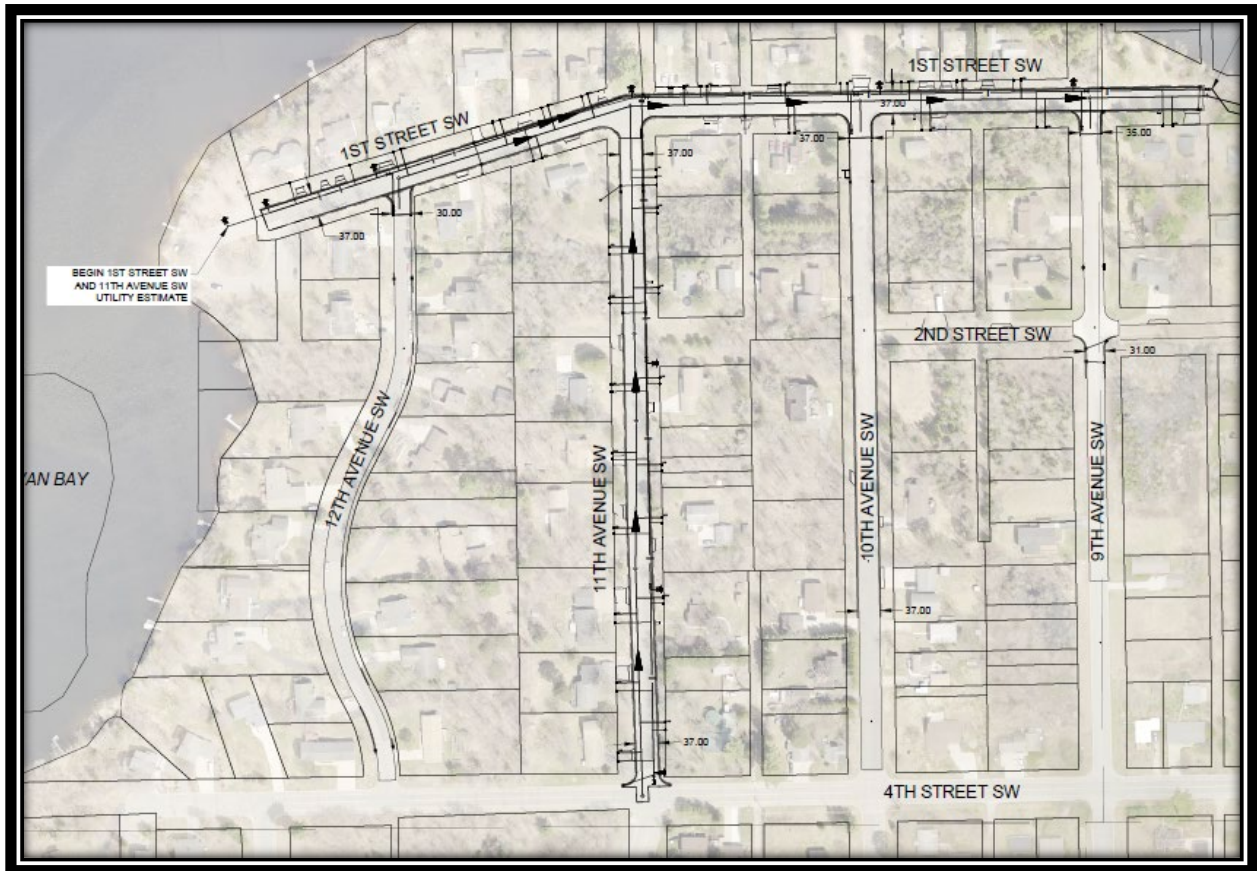 1ST STREET SW
37.00
1ST STREET SW
37.00
37.00
35.00
30.00
37.00
BEGIN 1ST STREET SW
AND 11TH AVENUE SW
UTILITY ESTIMATE
2ND STREET SW
31.00
12TH AVENUE SW
11TH AVENUE SW
10TH AVENUE SW
9TH AVENUE SW
37.00
37.00
4TH STREET SW
BAY